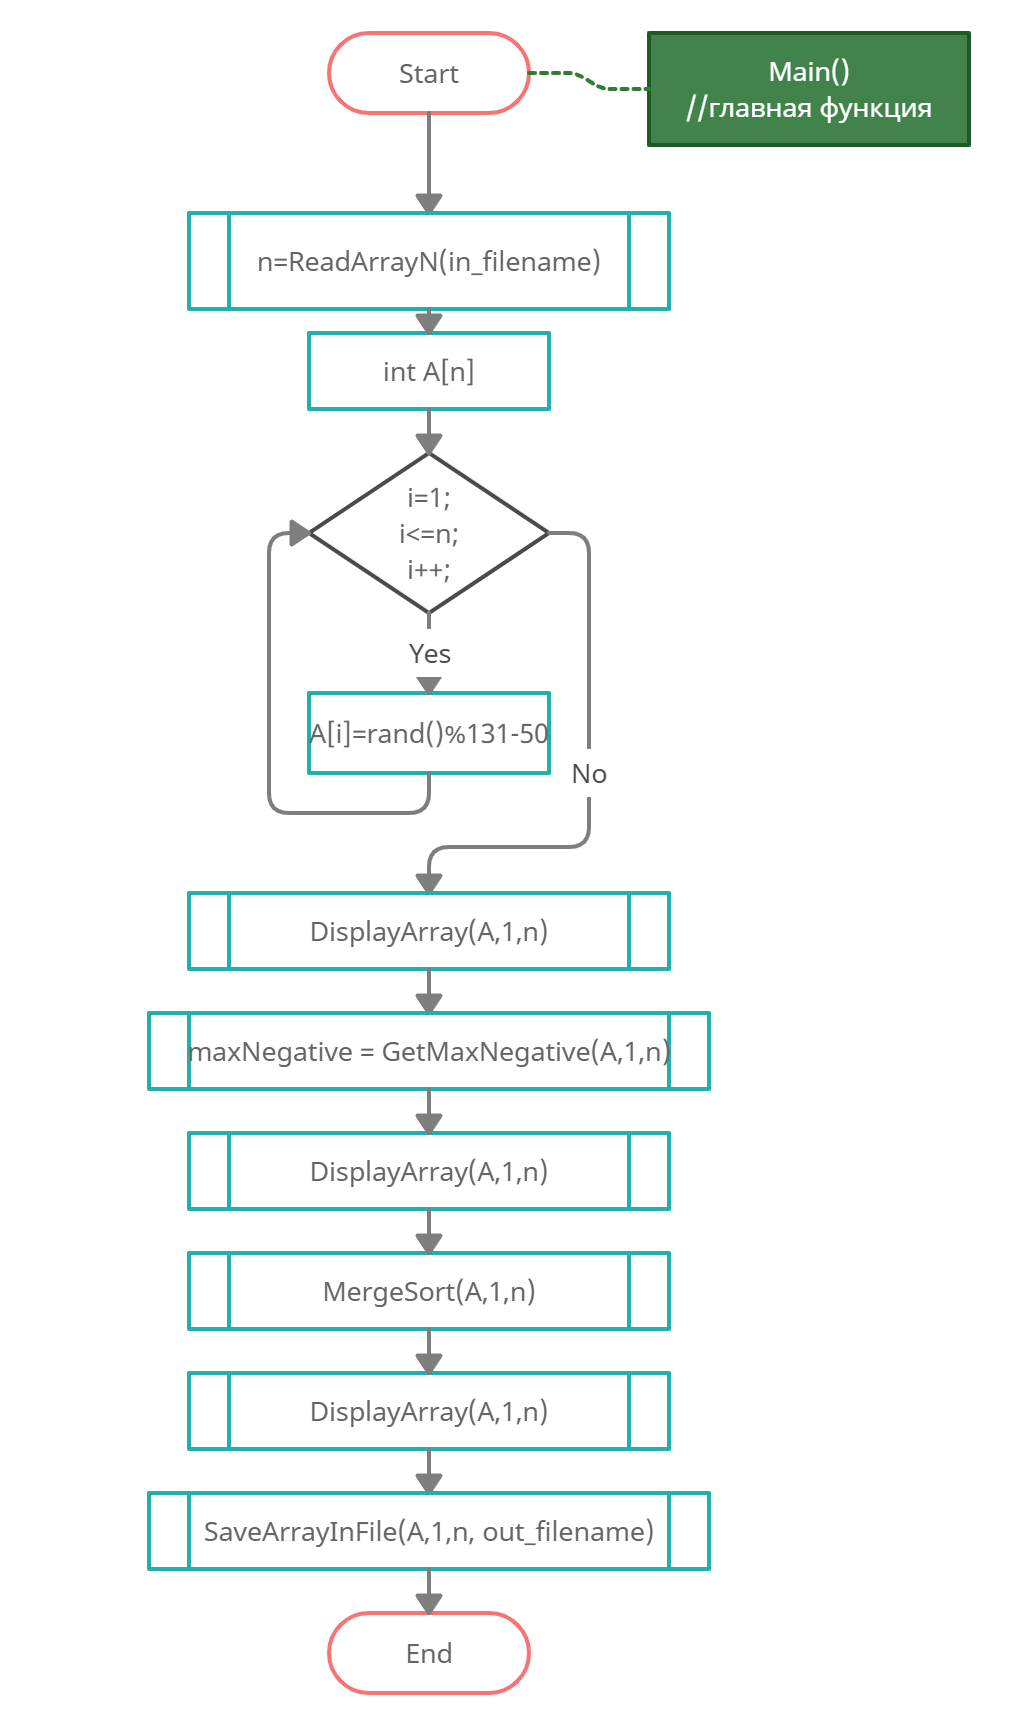 Start
Main()
//главная функция
n=ReadArrayN(in_filename)
int A[n]
i=1;
i<=n;
i++;
Yes
A[i]=rand()%131-50
No
DisplayArray(A,1,n)
maxNegative = GetMaxNegative(A,1,n)
DisplayArray(A,1,n)
MergeSort(A,1,n)
DisplayArray(A,1,n)
SaveArrayInFile(A,1,n, out_filename)
End